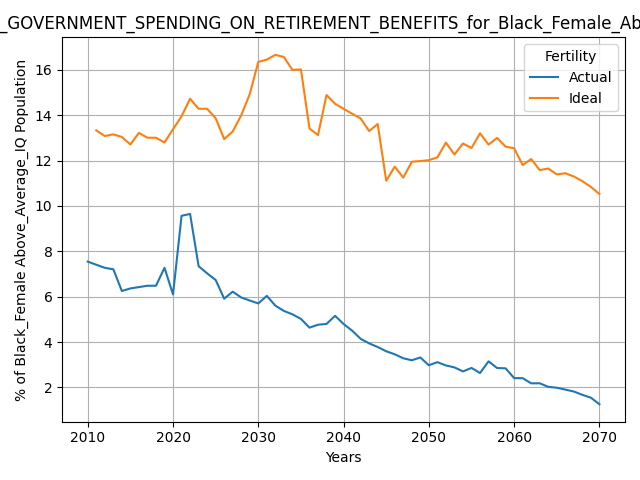 _GOVERNMENT_SPENDING_ON_RETIREMENT_BENEFITS_for_Black_Female_Ab
% of Black_Female Above_Average_IQ Population
16
14
12
10
8
6
4
2
Fertility
Actual
Ideal
2010 2020 2030 2040 2050 2060 2070
Years